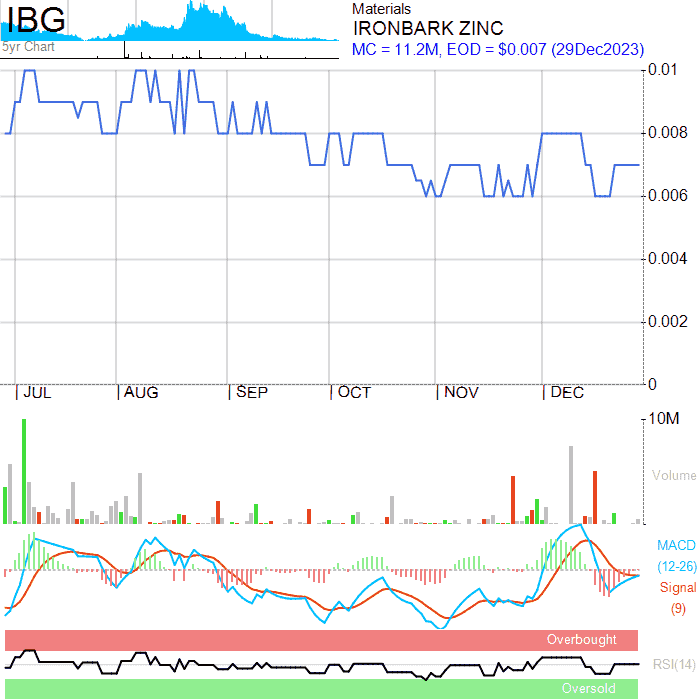 IBG
5yr Chart
Materials
IRONBARK ZINC
MC = 11.2M, EOD = $0.007 (29Dec2023)
0.01
0.008
0.006
0.004
0.002
0
JUL AUG SEP OCT NOV DEC
10M
Volume
MACD
(12-26)
Signal
(9)
Overbought
RSI(14)
Oversold